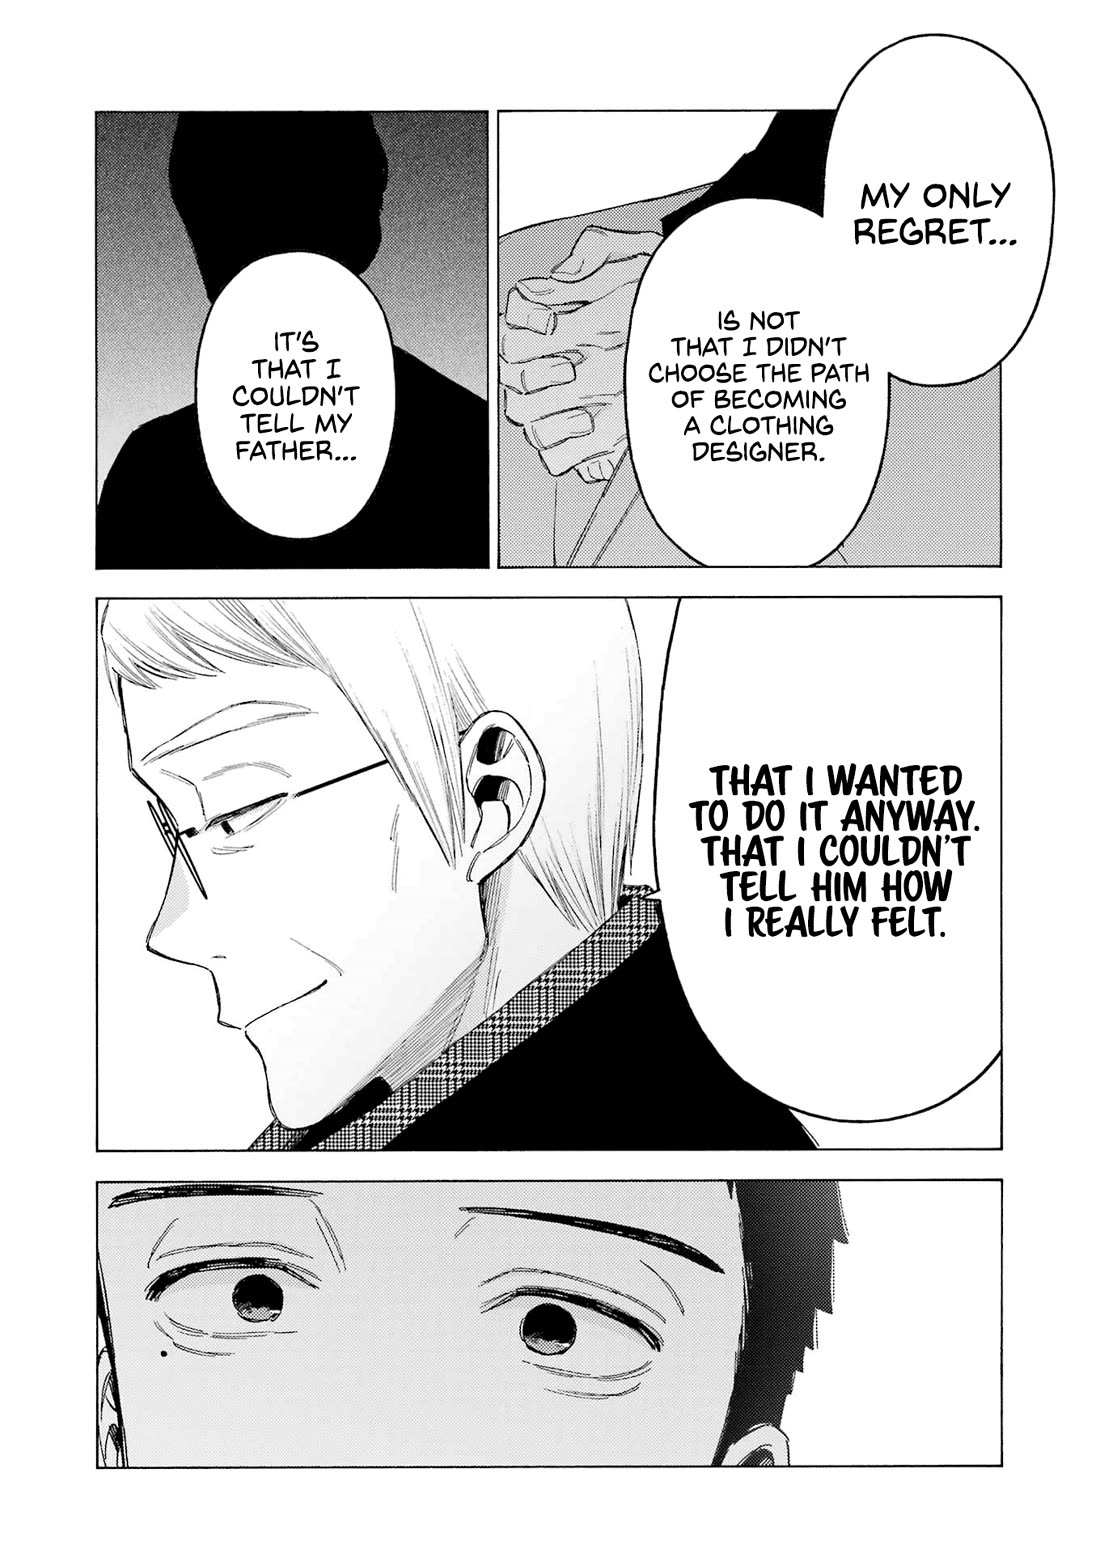 MY ONLY
REGRET...
IS NOT
THAT I DIDN'T
CHOOSE THE PATH
OF BECOMING
A CLOTHING
DESIGNER.
IT'S
THAT I
COULDN'T
TELL MY
FATHER...
THAT I WANTED
TO DO IT ANYWAY.
THAT I COULDN'T
TELL HIM HOW
I REALLY FELT.